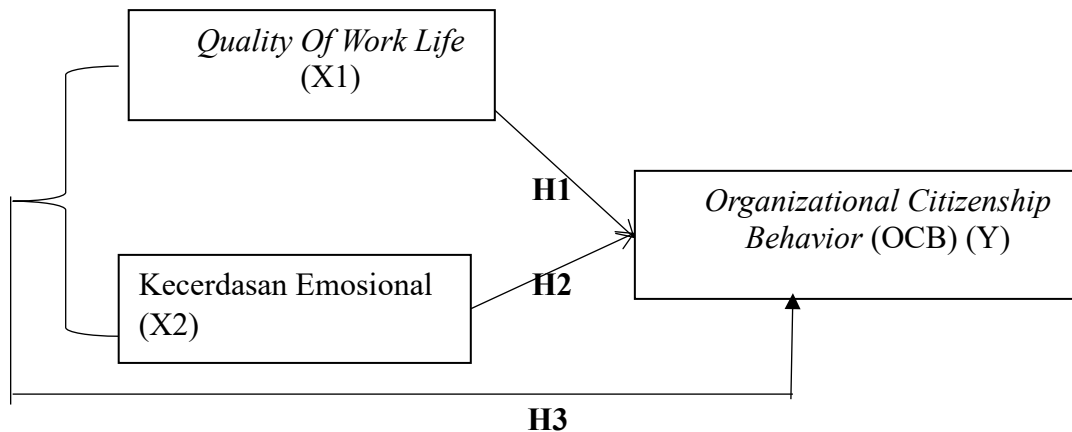 Quality Of Work Life
(X1)
H1
Organizational Citizenship
Behavior (OCB) (Y)
Kecerdasan Emosional
(X2)
H2
H3